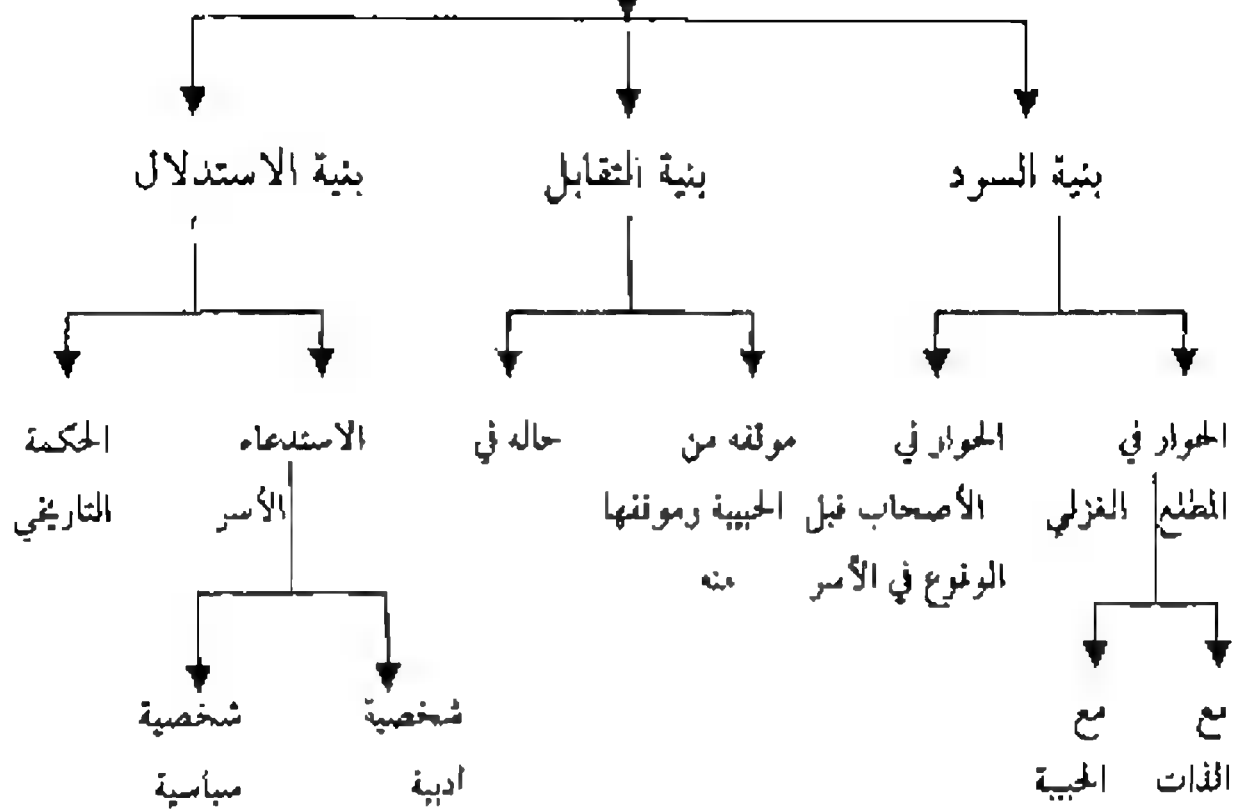 بنية السرد
بنية التقابل
بنية الاستدلال
الحوار في
الحوار في
موقفه من
حاله في
الاستدعاء
الحكمة
المطلع الغزلي
الأصحاب قبل
الحبيبة وموقفها
الأسر
التاريخي
الوقوع في الأسر
منه
مع
مع
شخصية
شخصية
الذات
الحبيبة
ادبية
سياسية